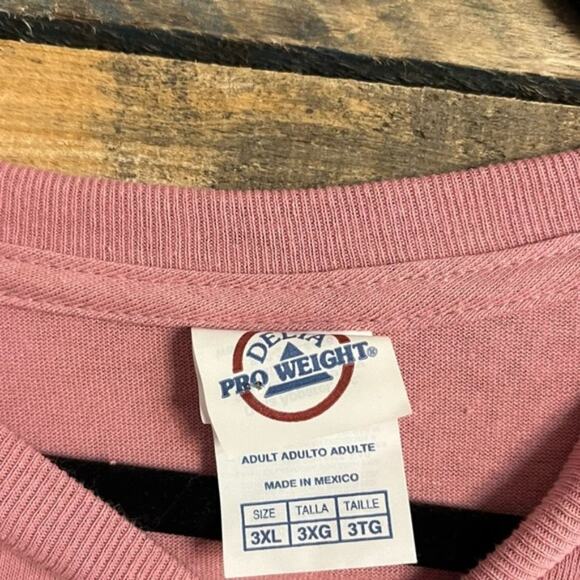 DELTA
PRO WEIGHT®
ADULT ADULTO ADULTE
MADE IN MEXICO
SIZE TALLA TAILLE
3XL 3XG 3TG